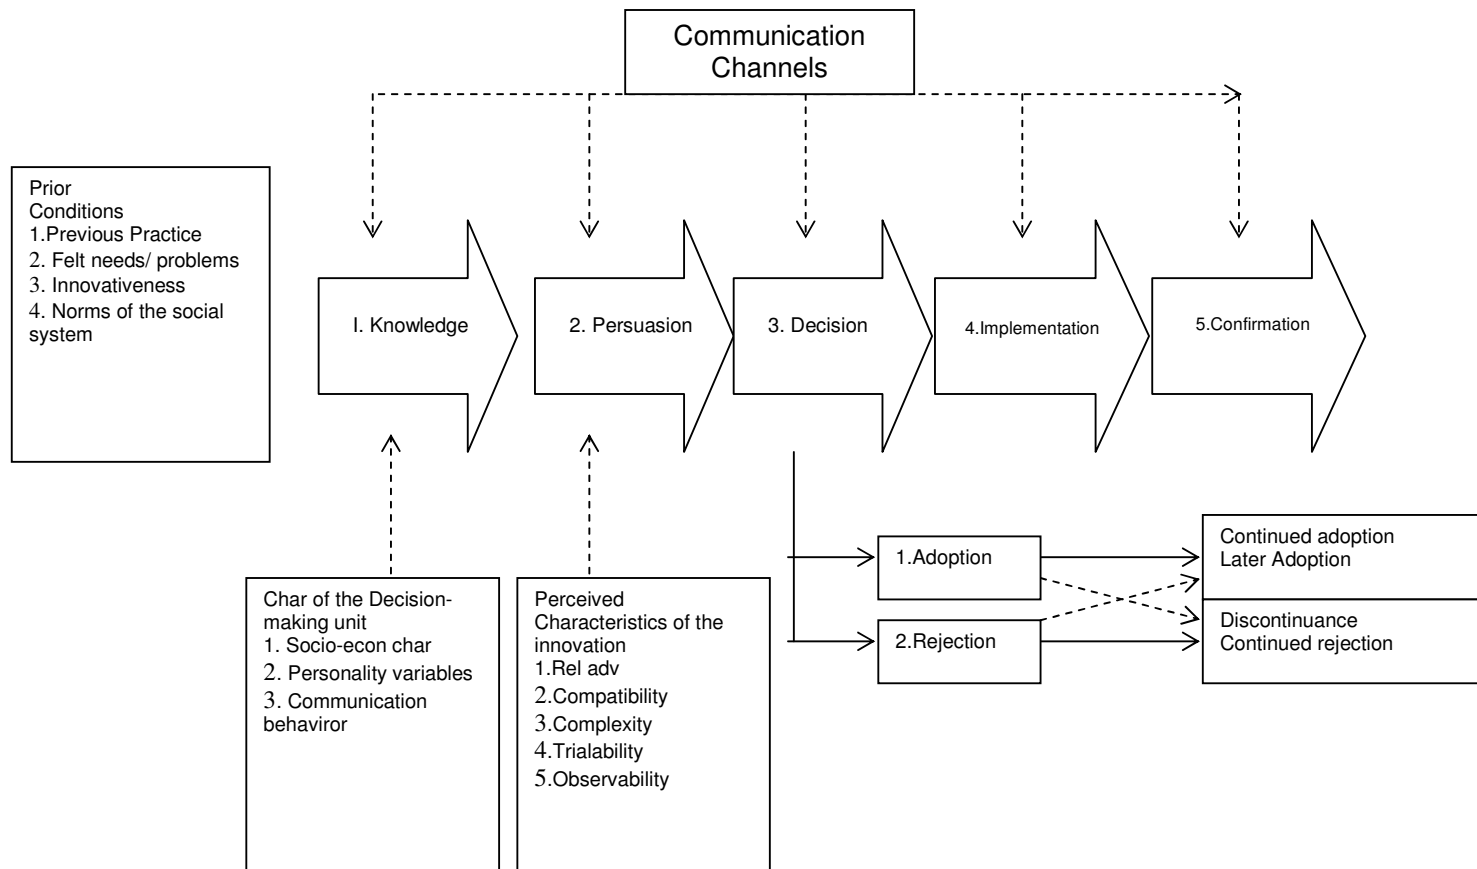 Communication
Channels
Prior
Conditions
1.Previous Practice
2. Felt needs/ problems
3. Innovativeness
4. Norms of the social
system
I. Knowledge
2. Persuasion
3. Decision
4.Implementation
5.Confirmation
1.Adoption
2.Rejection
Continued adoption
Later Adoption
Discontinuance
Continued rejection
Char of the Decision-
making unit
1. Socio-econ char
2. Personality variables
3. Communication
behaviror
Perceived
Characteristics of the
innovation
1.Rel adv
2.Compatibility
3.Complexity
4.Trialability
5.Observability